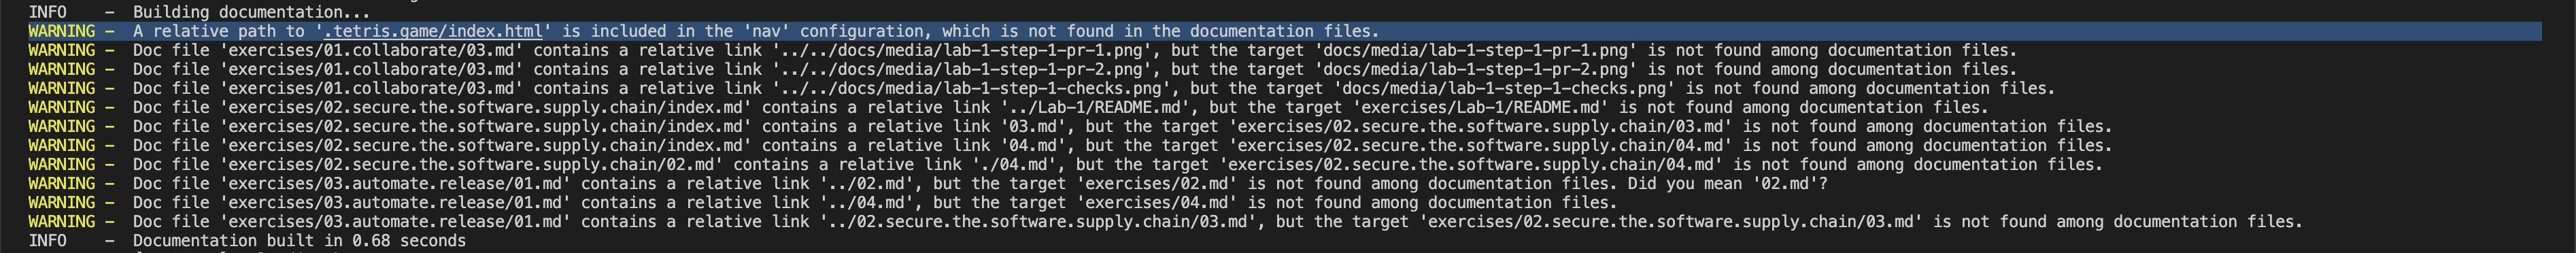 INFO    -  Building documentation...
WARNING -  A relative path to '.tetris.game/index.html' is included in the 'nav' configuration, which is not found in the documentation files.
WARNING -  Doc file 'exercises/01.collaborate/03.md' contains a relative link '../../docs/media/lab-1-step-1-pr-1.png', but the target 'docs/media/lab-1-step-1-pr-1.png' is not found among documentation files.
WARNING -  Doc file 'exercises/01.collaborate/03.md' contains a relative link '../../docs/media/lab-1-step-1-pr-2.png', but the target 'docs/media/lab-1-step-1-pr-2.png' is not found among documentation files.
WARNING -  Doc file 'exercises/01.collaborate/03.md' contains a relative link '../../docs/media/lab-1-step-1-checks.png', but the target 'docs/media/lab-1-step-1-checks.png' is not found among documentation files.
WARNING -  Doc file 'exercises/02.secure.the.software.supply.chain/index.md' contains a relative link '../Lab-1/README.md', but the target 'exercises/Lab-1/README.md' is not found among documentation files.
WARNING -  Doc file 'exercises/02.secure.the.software.supply.chain/index.md' contains a relative link '03.md', but the target 'exercises/02.secure.the.software.supply.chain/03.md' is not found among documentation files.
WARNING -  Doc file 'exercises/02.secure.the.software.supply.chain/index.md' contains a relative link '04.md', but the target 'exercises/02.secure.the.software.supply.chain/04.md' is not found among documentation files.
WARNING -  Doc file 'exercises/02.secure.the.software.supply.chain/02.md' contains a relative link './04.md', but the target 'exercises/02.secure.the.software.supply.chain/04.md' is not found among documentation files.
WARNING -  Doc file 'exercises/03.automate.release/01.md' contains a relative link '../02.md', but the target 'exercises/02.md' is not found among documentation files. Did you mean '02.md'?
WARNING -  Doc file 'exercises/03.automate.release/01.md' contains a relative link '../04.md', but the target 'exercises/04.md' is not found among documentation files.
WARNING -  Doc file 'exercises/03.automate.release/01.md' contains a relative link '../02.secure.the.software.supply.chain/03.md', but the target 'exercises/02.secure.the.software.supply.chain/03.md' is not found among documentation files.
INFO    -  Documentation built in 0.68 seconds